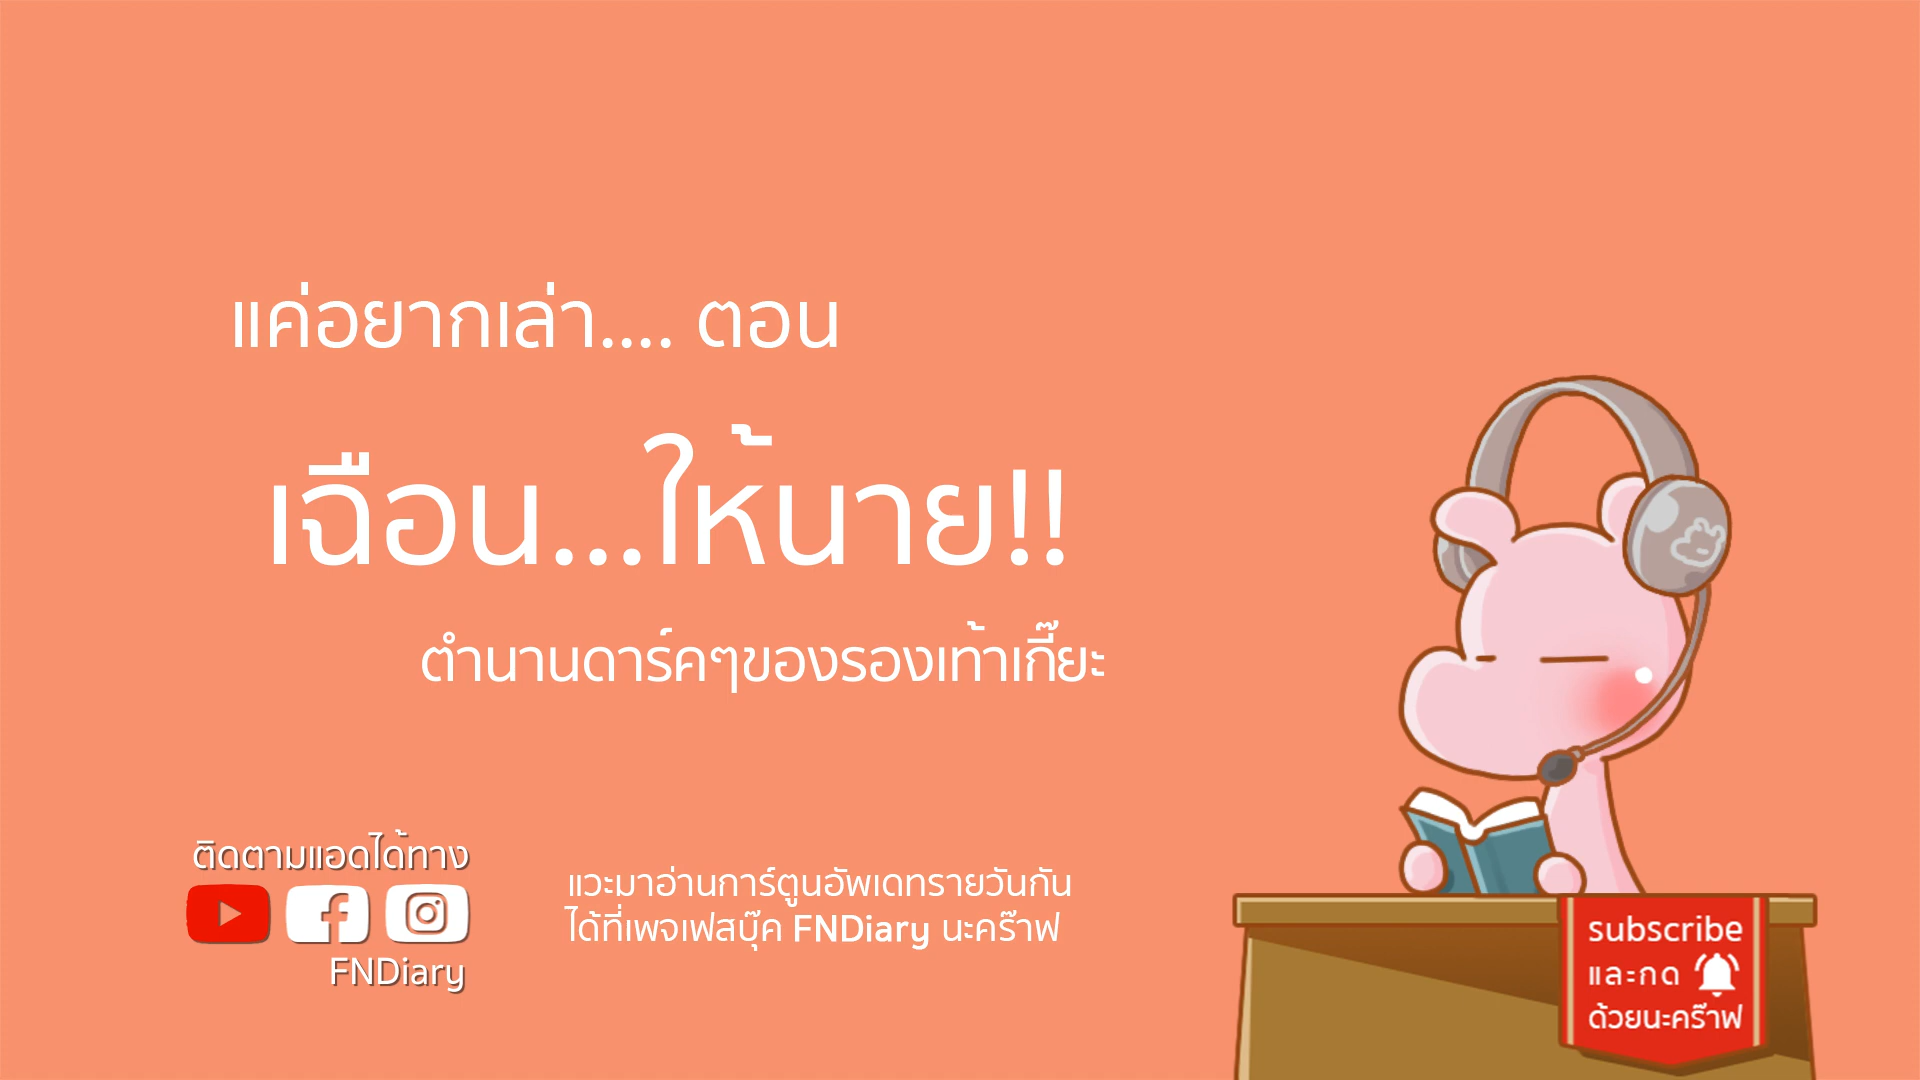 แค่อยากเล่า.... ตอน
เฉือน...ให้นาย!!
ตำนานดาร์คๆของรองเท้าเกี๊ยะ
ติดตามแอดได้ทาง
FNDiary
แวะมาอ่านการ์ตูนอัพเดทรายวันกัน
ได้ที่เพจเฟสบุ๊ค FNDiary นะคร๊าฟ
subscribe
และกด
ด้วยนะคร๊าฟ